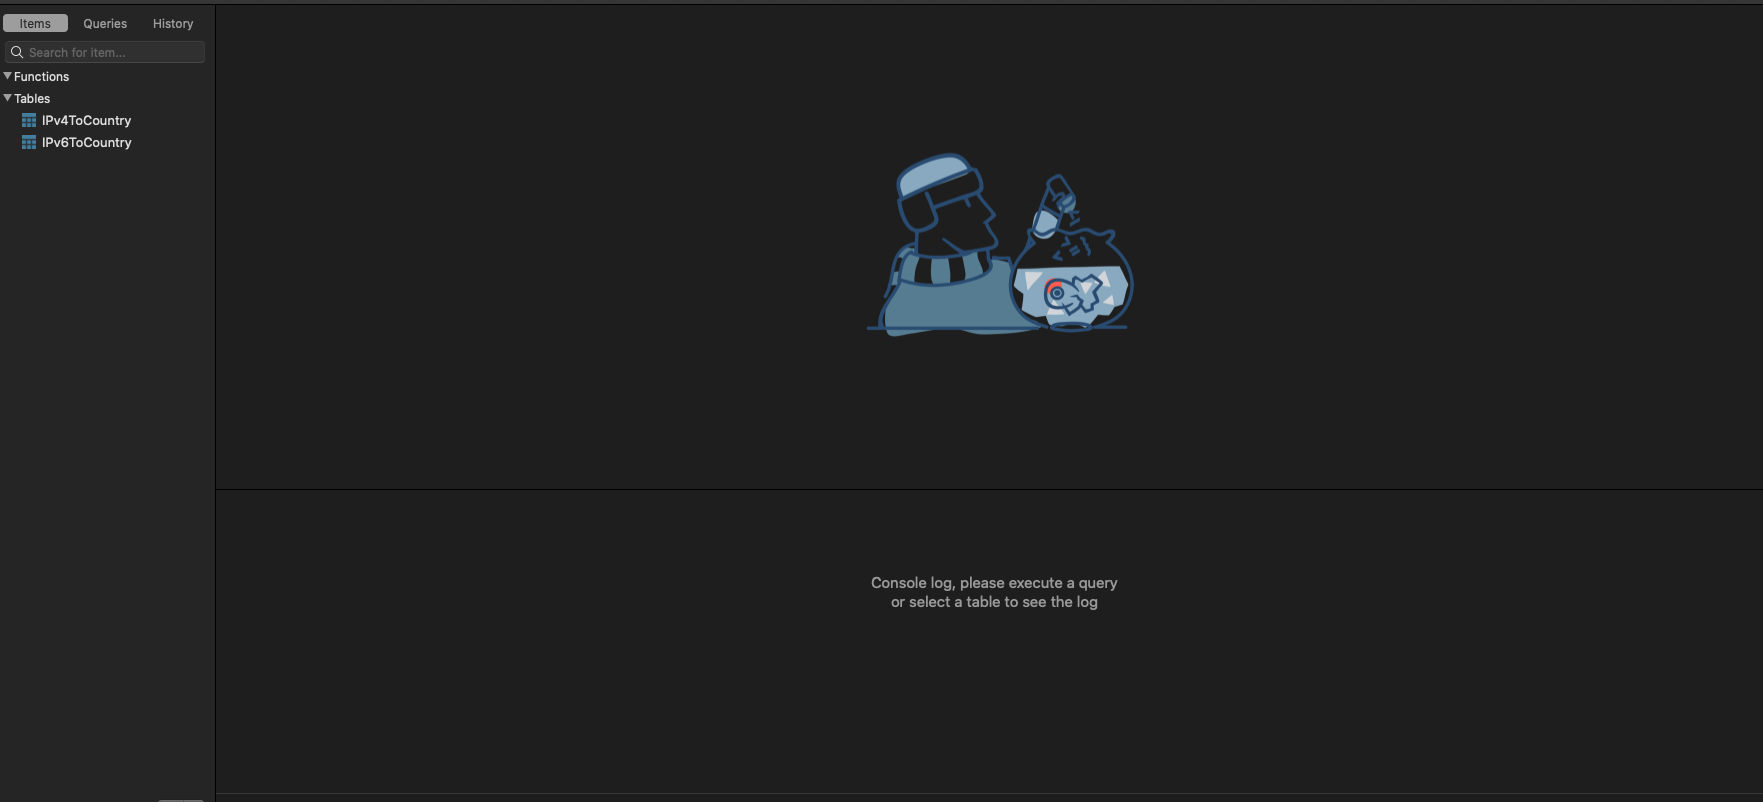 Items Queries History
Search for item...
Functions
Tables
IPv4ToCountry
IPv6ToCountry
Console log, please execute a query
or select a table to see the log